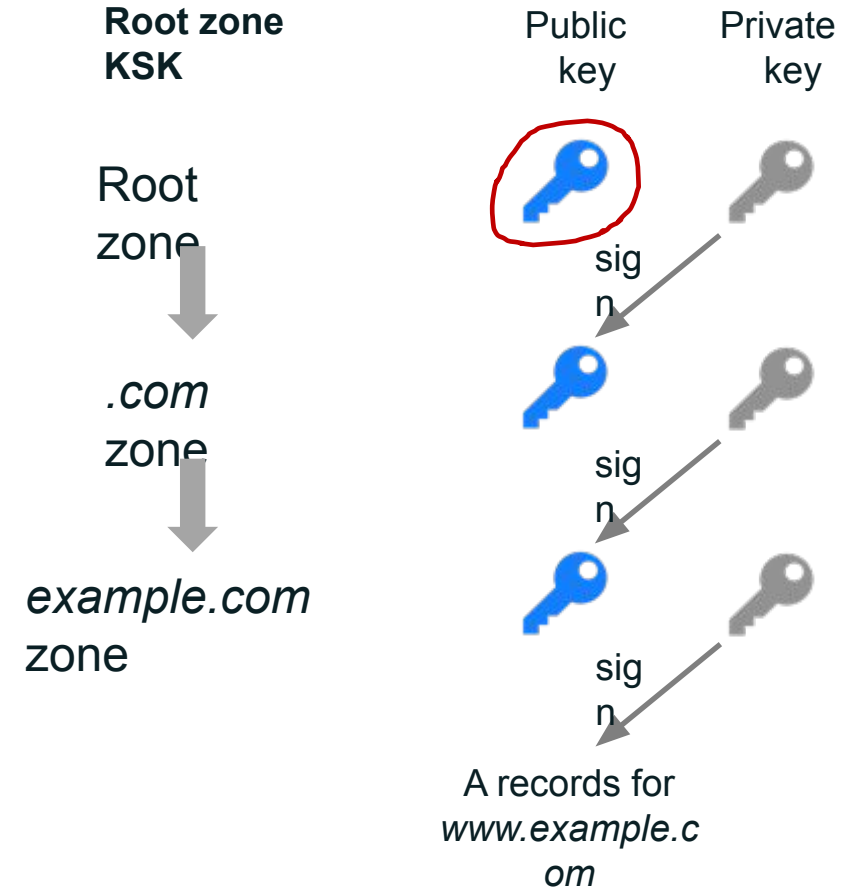 Root zone
KSK
Public
key
Private
key
Root
zone
sig
n
.com
zone
sig
n
example.com
zone
sig
n
A records for
www.example.c
om